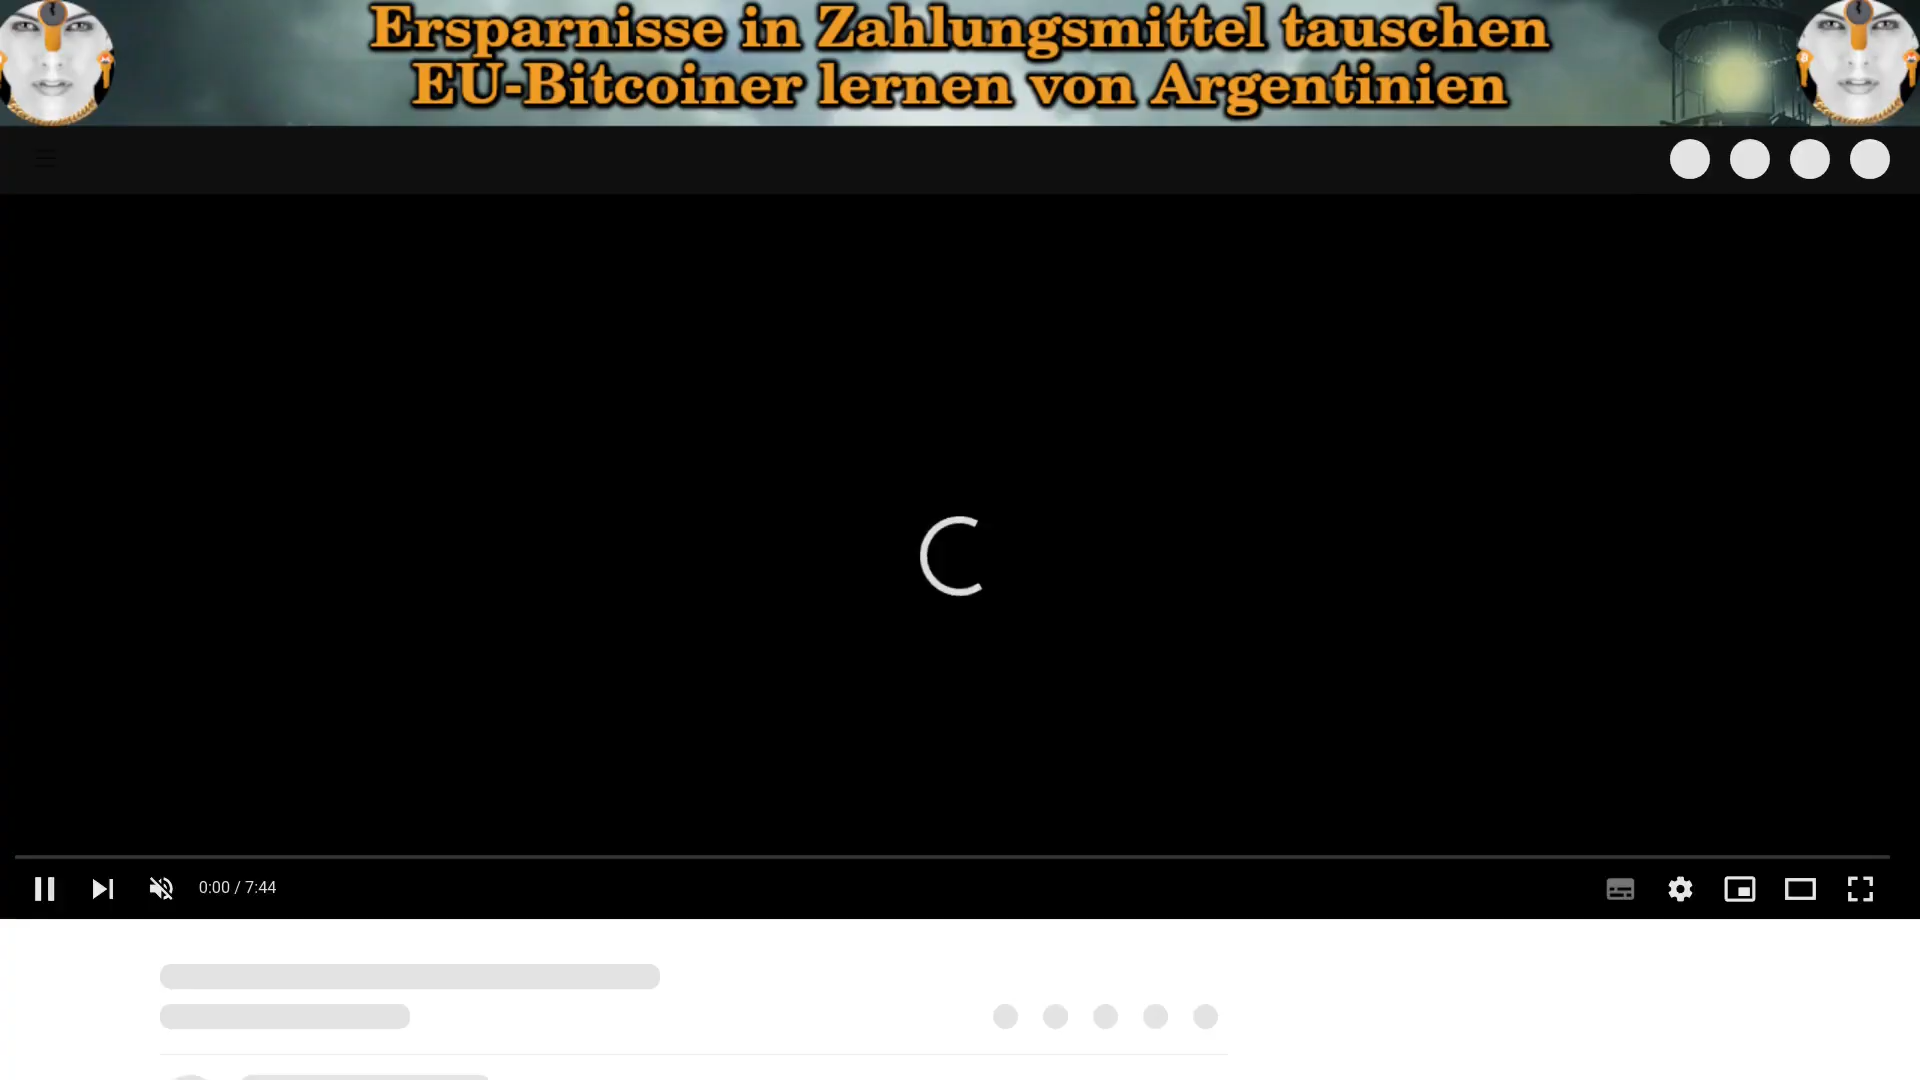 Ersparnisse in Zahlungsmittel tauschen
EU-Bitcoiner lernen von Argentinien
0:00 / 7:44